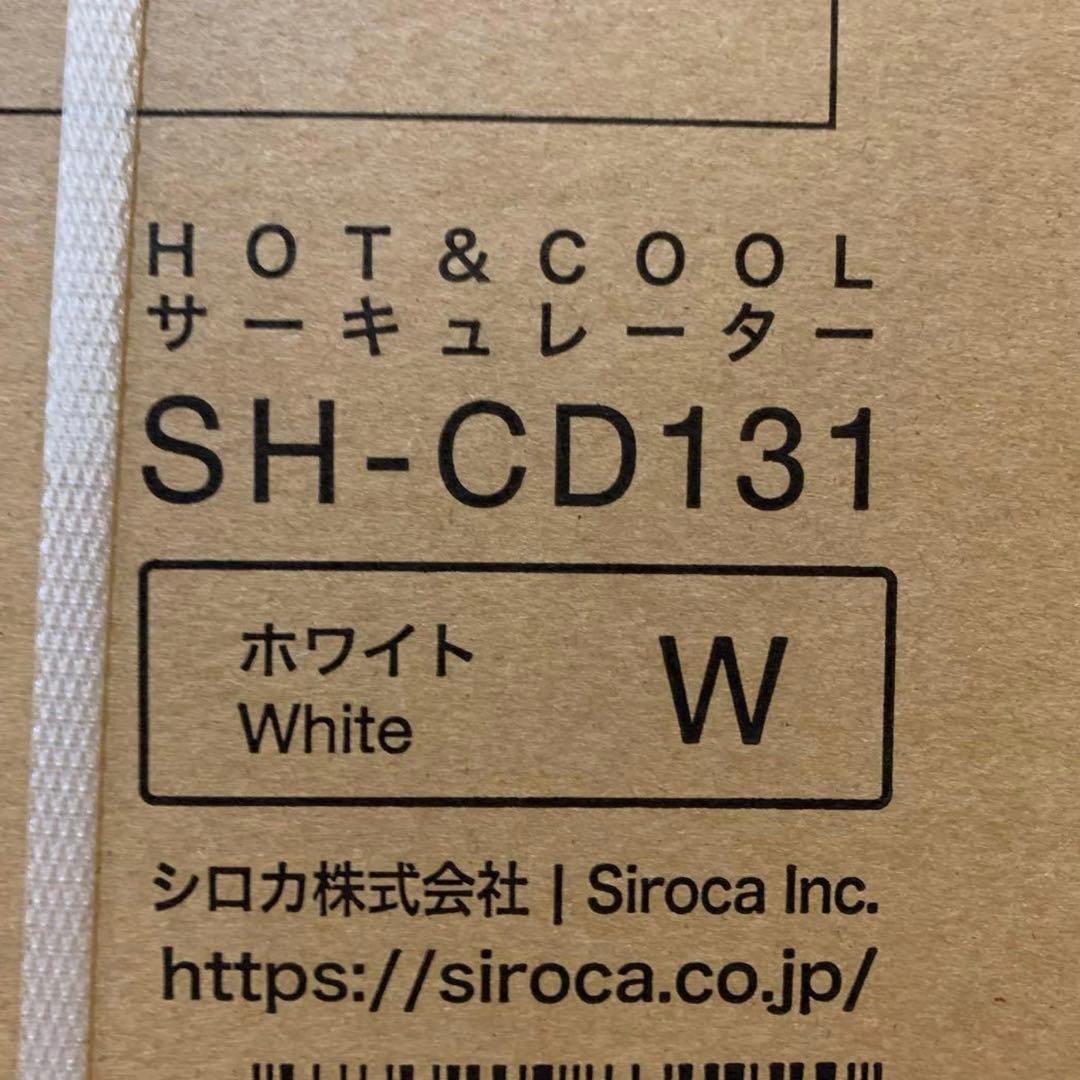 HOT&COOL
サーキュレーター
SH-CD131
ホワイト
White
W
シロカ株式会社 | Siroca Inc.
https://siroca.co.jp/